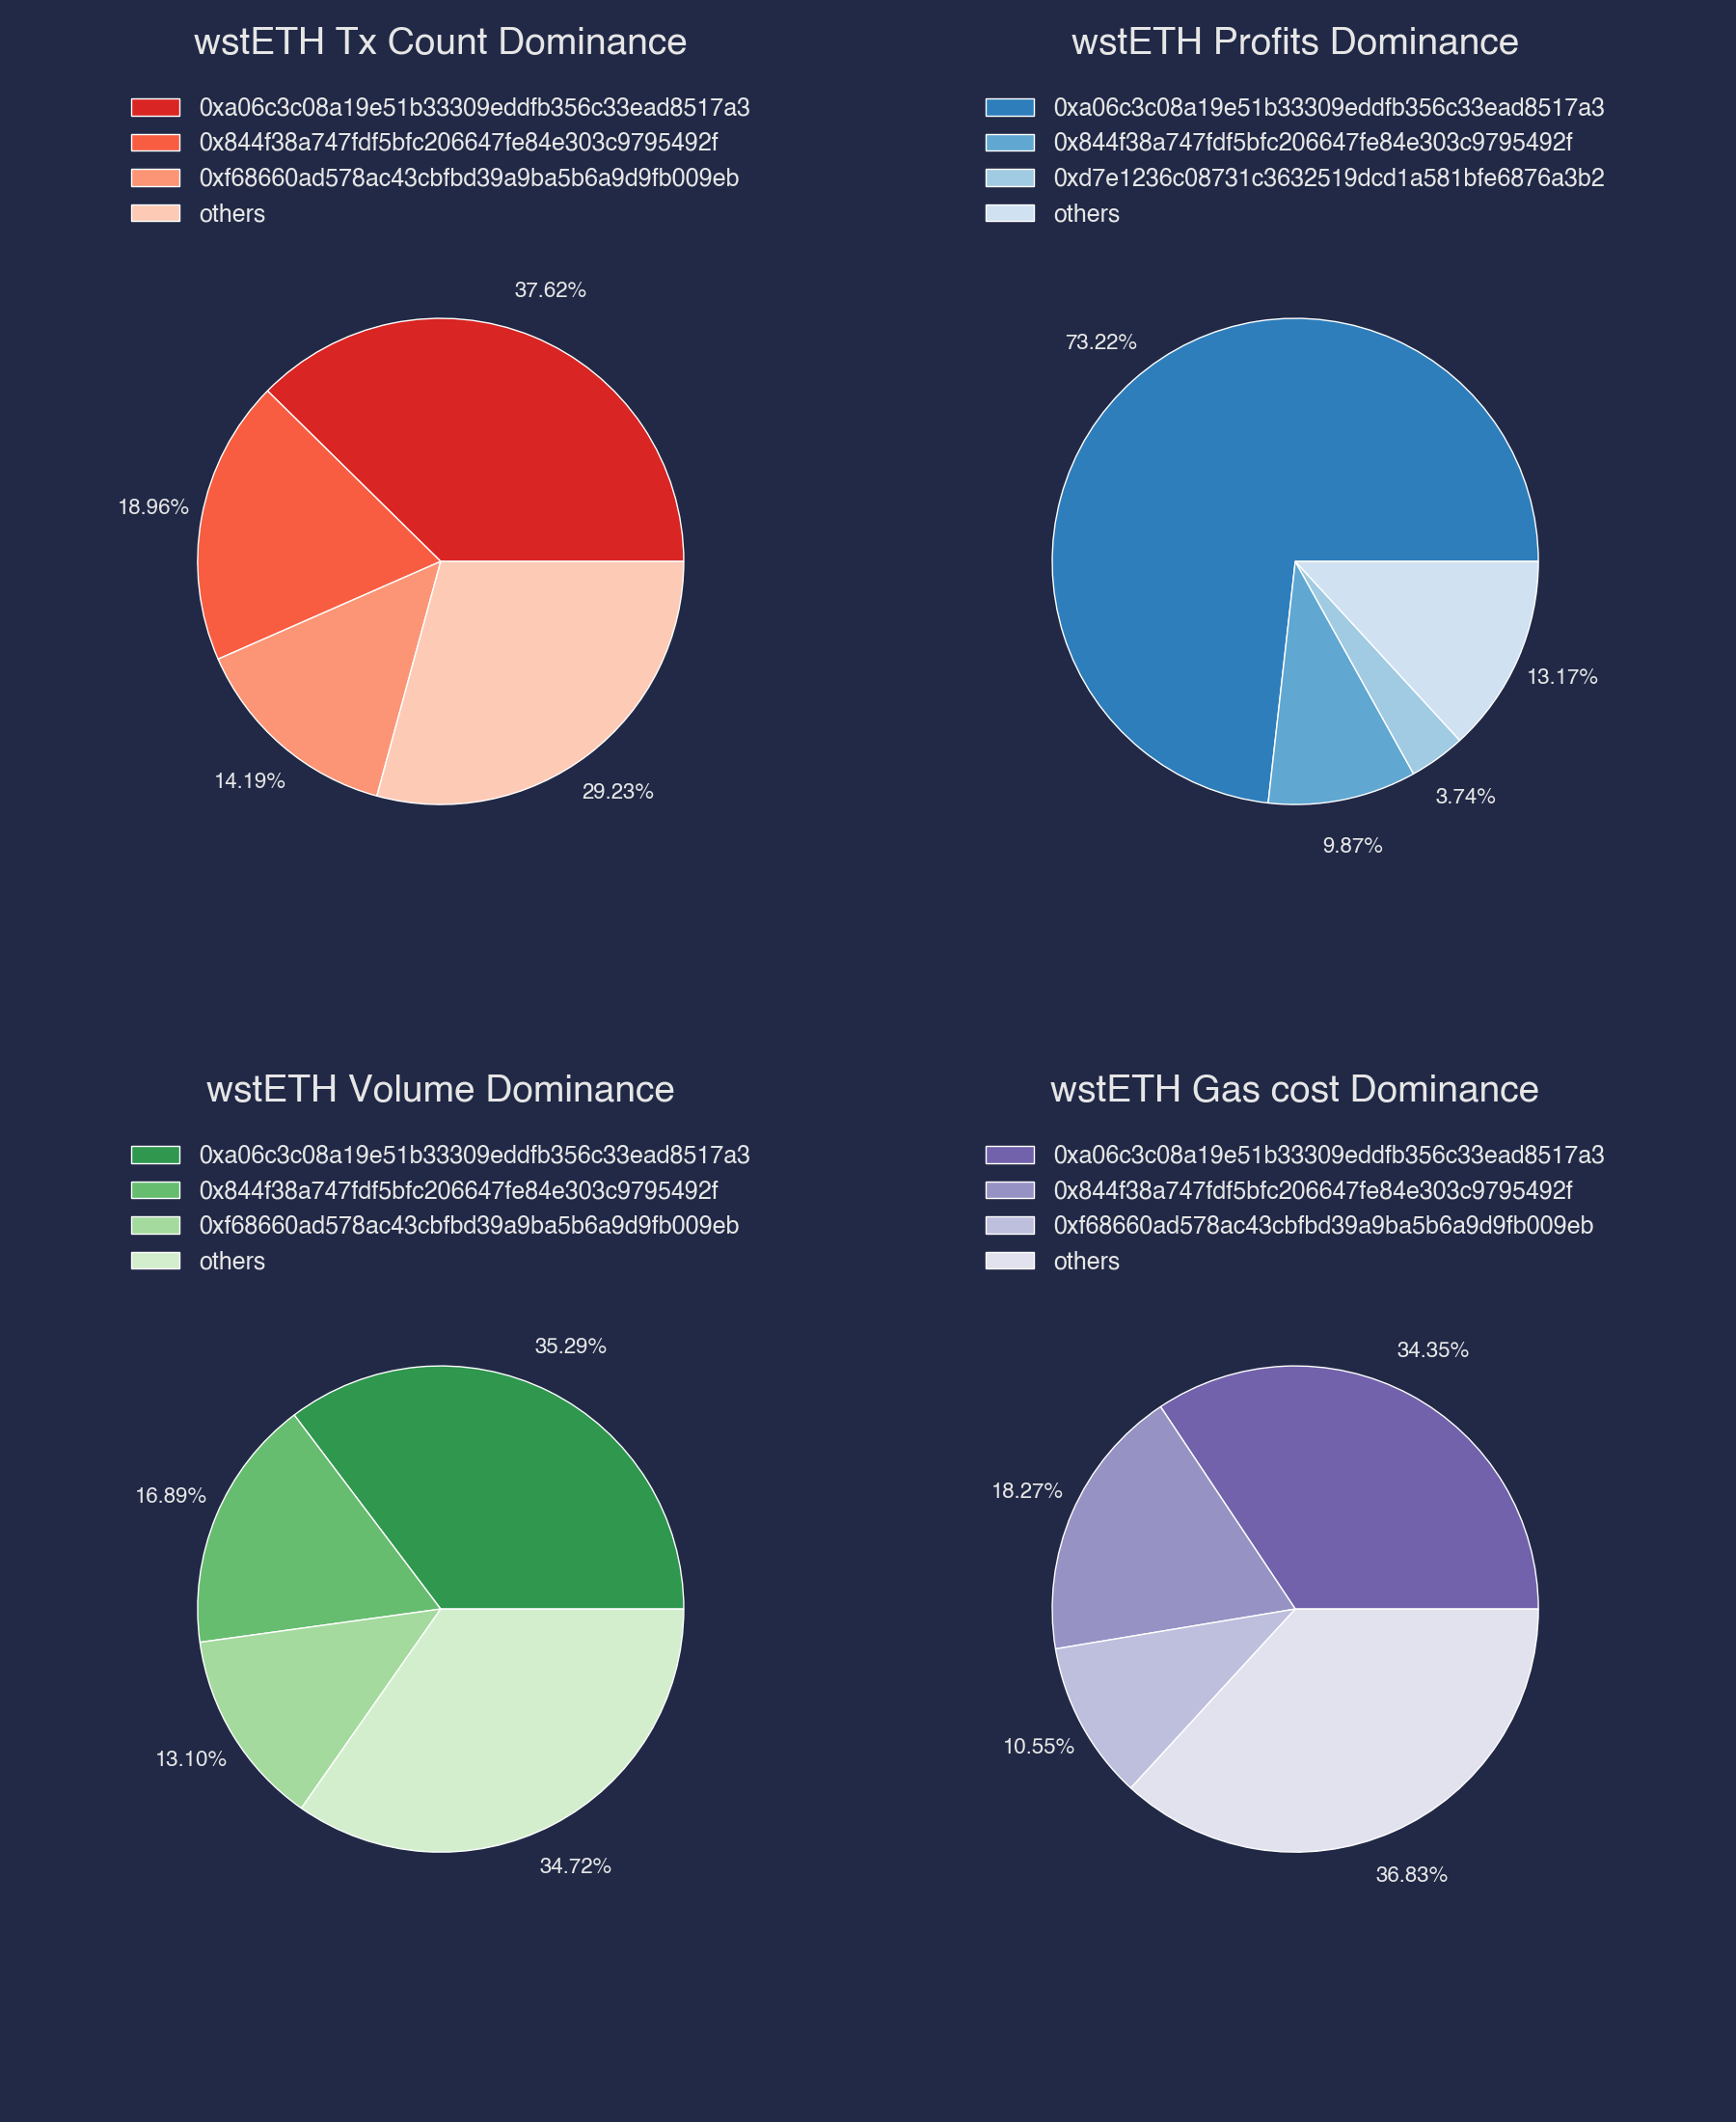 wstETH Tx Count Dominance
0xa06c3c08a19e51b33309eddfb356c33ead8517a3
0x844f38a747fdf5bfc206647fe84e303c9795492f
0xf68660ad578ac43cbfbd39a9ba5b6a9d9fb009eb
others
37.62%
18.96%
14.19%
29.23%
wstETH Profits Dominance
0xa06c3c08a19e51b33309eddfb356c33ead8517a3
0x844f38a747fdf5bfc206647fe84e303c9795492f
0xd7e1236c08731c3632519dcd1a581bfe6876a3b2
others
73.22%
13.17%
3.74%
9.87%
wstETH Volume Dominance
0xa06c3c08a19e51b33309eddfb356c33ead8517a3
0x844f38a747fdf5bfc206647fe84e303c9795492f
0xf68660ad578ac43cbfbd39a9ba5b6a9d9fb009eb
others
35.29%
16.89%
13.10%
34.72%
wstETH Gas cost Dominance
0xa06c3c08a19e51b33309eddfb356c33ead8517a3
0x844f38a747fdf5bfc206647fe84e303c9795492f
0xf68660ad578ac43cbfbd39a9ba5b6a9d9fb009eb
others
34.35%
18.27%
10.55%
36.83%